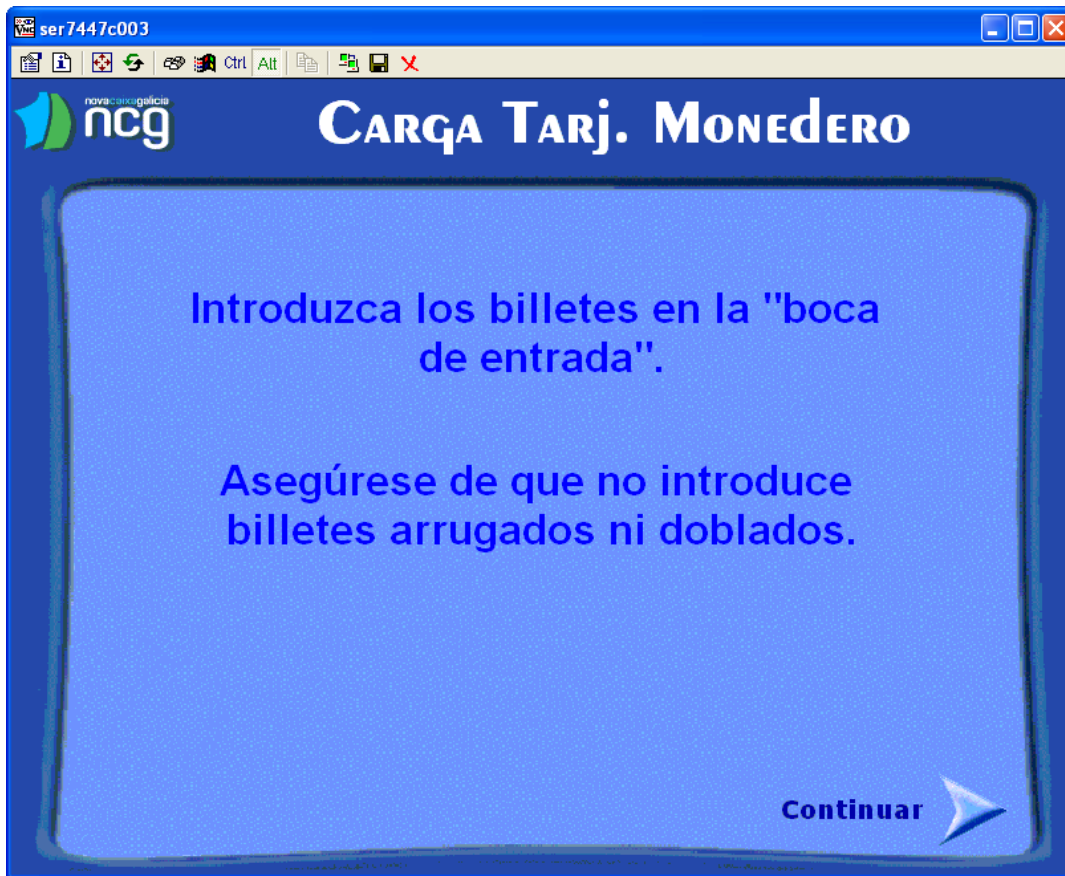 ser7447c003
Ctrl Alt
novacaixagalicia
ncg
Carga Tarj. Monedero
Introduzca los billetes en la "boca
de entrada".
Asegúrese de que no introduce
billetes arrugados ni doblados.
Continuar